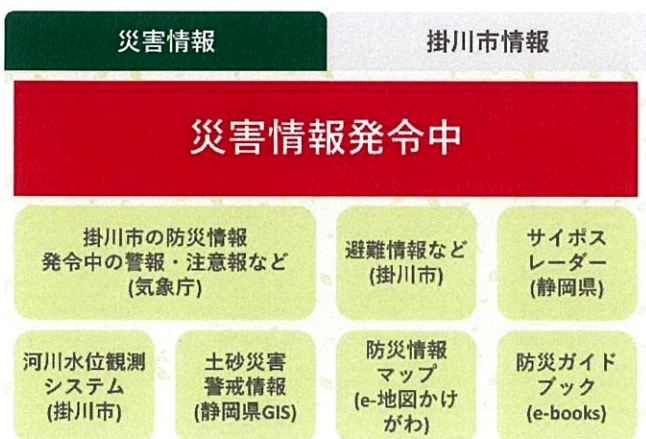 災害情報
掛川市情報
災害情報発令中
掛川市の防災情報
発令中の警報・注意報など
(気象庁)
避難情報など
(掛川市)
サイポス
レーダー
(静岡県)
河川水位観測
システム
(掛川市)
土砂災害
警戒情報
(静岡県GIS)
防災情報
マップ
(e-地図かけ
がわ)
防災ガイド
ブック
(e-books)